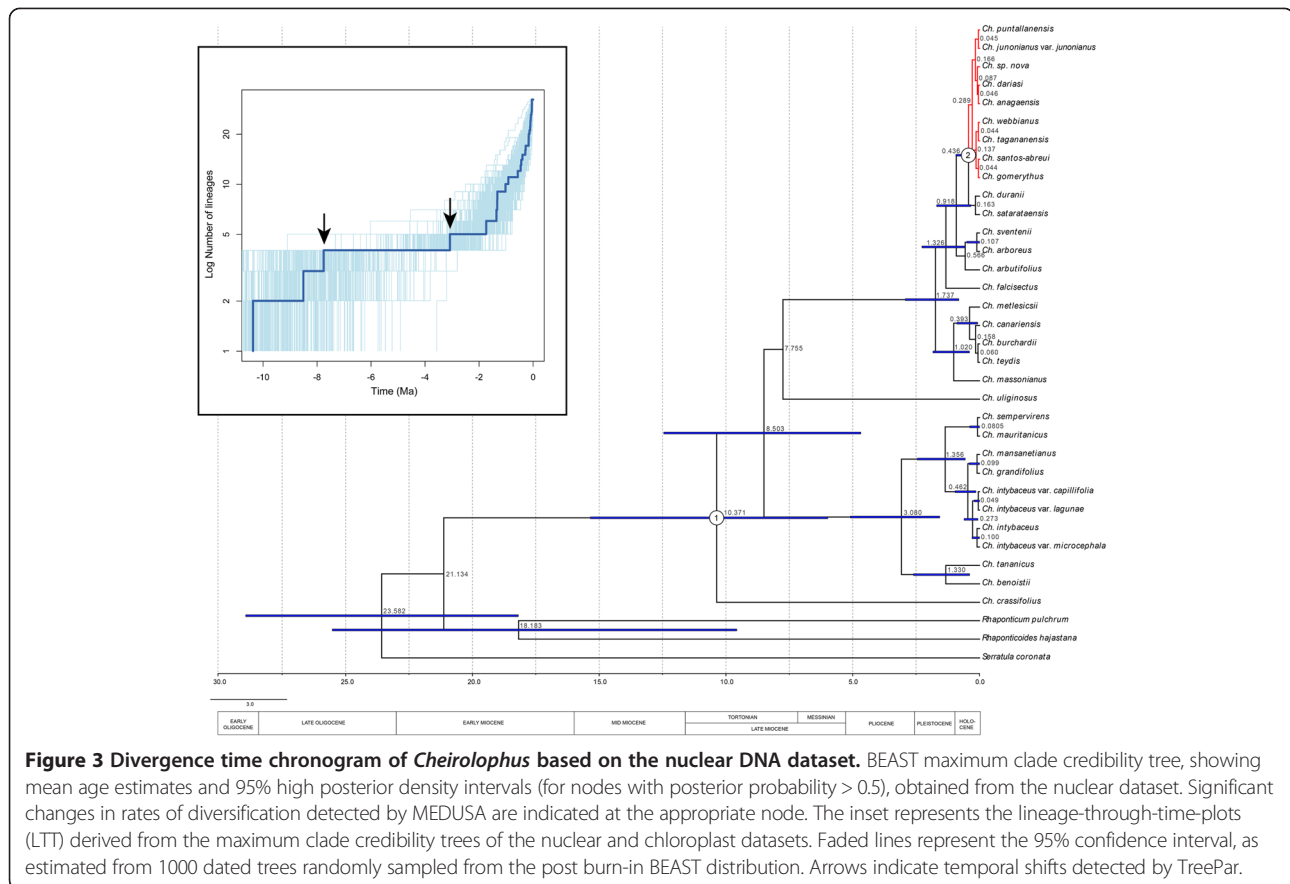 Log Number of lineages
20
10
5
2
1
-10
-8
-6
-4
-2
0
Time (Ma)
Ch. puntallanensis
0.045
Ch. junonianus var. junonianus
0.166
Ch. sp. nova
0.087
Ch. dariasi
0.046
Ch. anagaensis
0.289
Ch. webbianus
0.044
Ch. tagananensis
0.137
0.436
2
Ch. santos-abreui
0.044
Ch. gomerythus
Ch. duranii
0.163
0.918
Ch. satarataensis
Ch. sventenii
0.107
1.326
Ch. arboreus
0.566
Ch. arbutifolius
Ch. falcisectus
1.737
Ch. metlesicsii
0.393
Ch. canariensis
0.158
Ch. burchardii
1.020
0.060
Ch. teydis
7.755
Ch. massonianus
Ch. uliginosus
Ch. sempervirens
0.0805
8.503
Ch. mauritanicus
Ch. mansanetianus
1.356
0.099
Ch. grandifolius
0.462
Ch. intybaceus var. capillifolia
0.049
Ch. intybaceus var. lagunae
1
10.371
3.080
0.273
Ch. intybaceus
0.100
Ch. intybaceus var. microcephala
Ch. tananicus
21.134
1.330
Ch. benoistii
Ch. crassifolius
23.582
Rhaponticum pulchrum
18.183
Rhaponticoides hajastana
Serratula coronata
30.0
25.0
20.0
15.0
10.0
5.0
0.0
3.0
EARLY OLIGOCENE
LATE OLIGOCENE
EARLY MIOCENE
MID MIOCENE
TORTONIAN
MESSINIAN
LATE MIOCENE
PLIOCENE
PLEISTOCENE
HOLO-CENE
Figure 3 Divergence time chronogram of Cheirolophus based on the nuclear DNA dataset. BEAST maximum clade credibility tree, showing
mean age estimates and 95% high posterior density intervals (for nodes with posterior probability > 0.5), obtained from the nuclear dataset. Significant
changes in rates of diversification detected by MEDUSA are indicated at the appropriate node. The inset represents the lineage-through-time-plots
(LTT) derived from the maximum clade credibility trees of the nuclear and chloroplast datasets. Faded lines represent the 95% confidence interval, as
estimated from 1000 dated trees randomly sampled from the post burn-in BEAST distribution. Arrows indicate temporal shifts detected by TreePar.